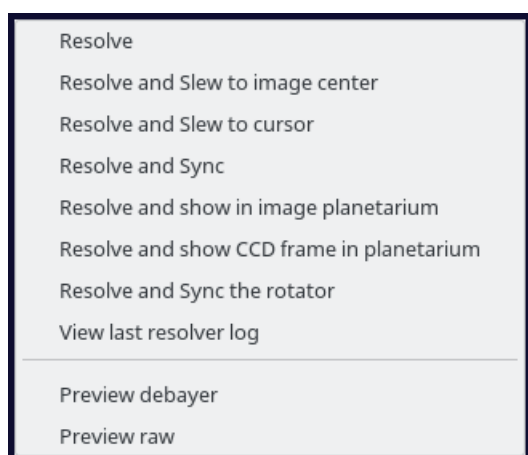 Resolve
Resolve and Slew to image center
Resolve and Slew to cursor
Resolve and Sync
Resolve and show in image planetarium
Resolve and show CCD frame in planetarium
Resolve and Sync the rotator
View last resolver log
Preview debayer
Preview raw